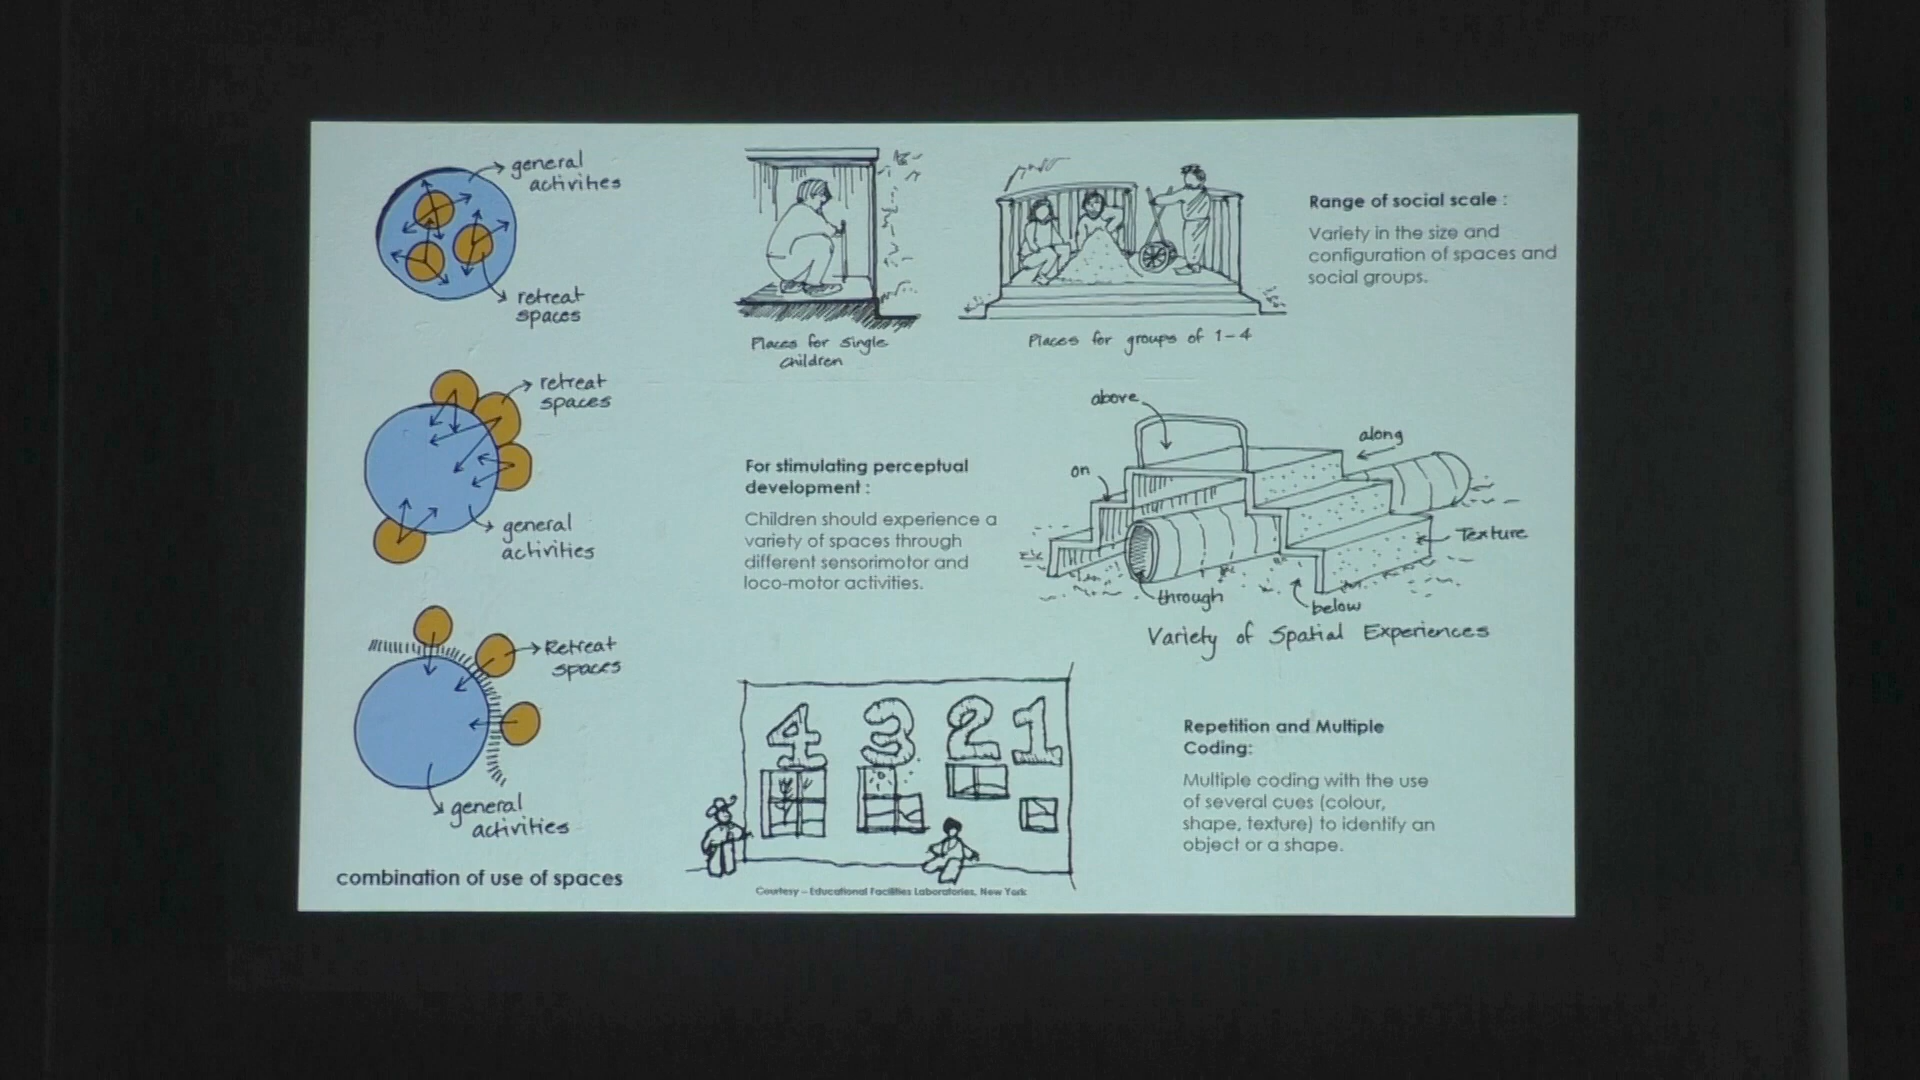 general
activities
retreat
spaces
retreat
spaces
general
activities
Retreat
spaces
general
activities
combination of use of spaces
Places for single
children
Places for groups of 1-4
Range of social scale :
Variety in the size and
configuration of spaces and
social groups.
For stimulating perceptual
development :
Children should experience a
variety of spaces through
different sensorimotor and
loco-motor activities.
above
on
along
Texture
through
below
Variety of Spatial Experiences
4 3 2 1
Courtesy – Educational Facilities Laboratories, New York
Repetition and Multiple
Coding:
Multiple coding with the use
of several cues (colour,
shape, texture) to identify an
object or a shape.